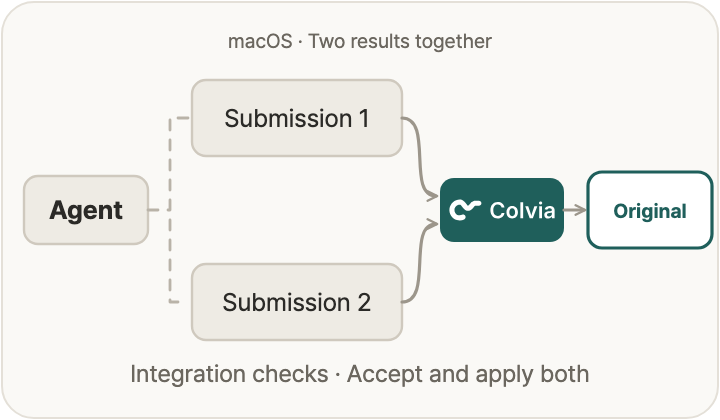 macOS · Two results together
Submission 1
Agent
Colvia
Original
Submission 2
Integration checks · Accept and apply both